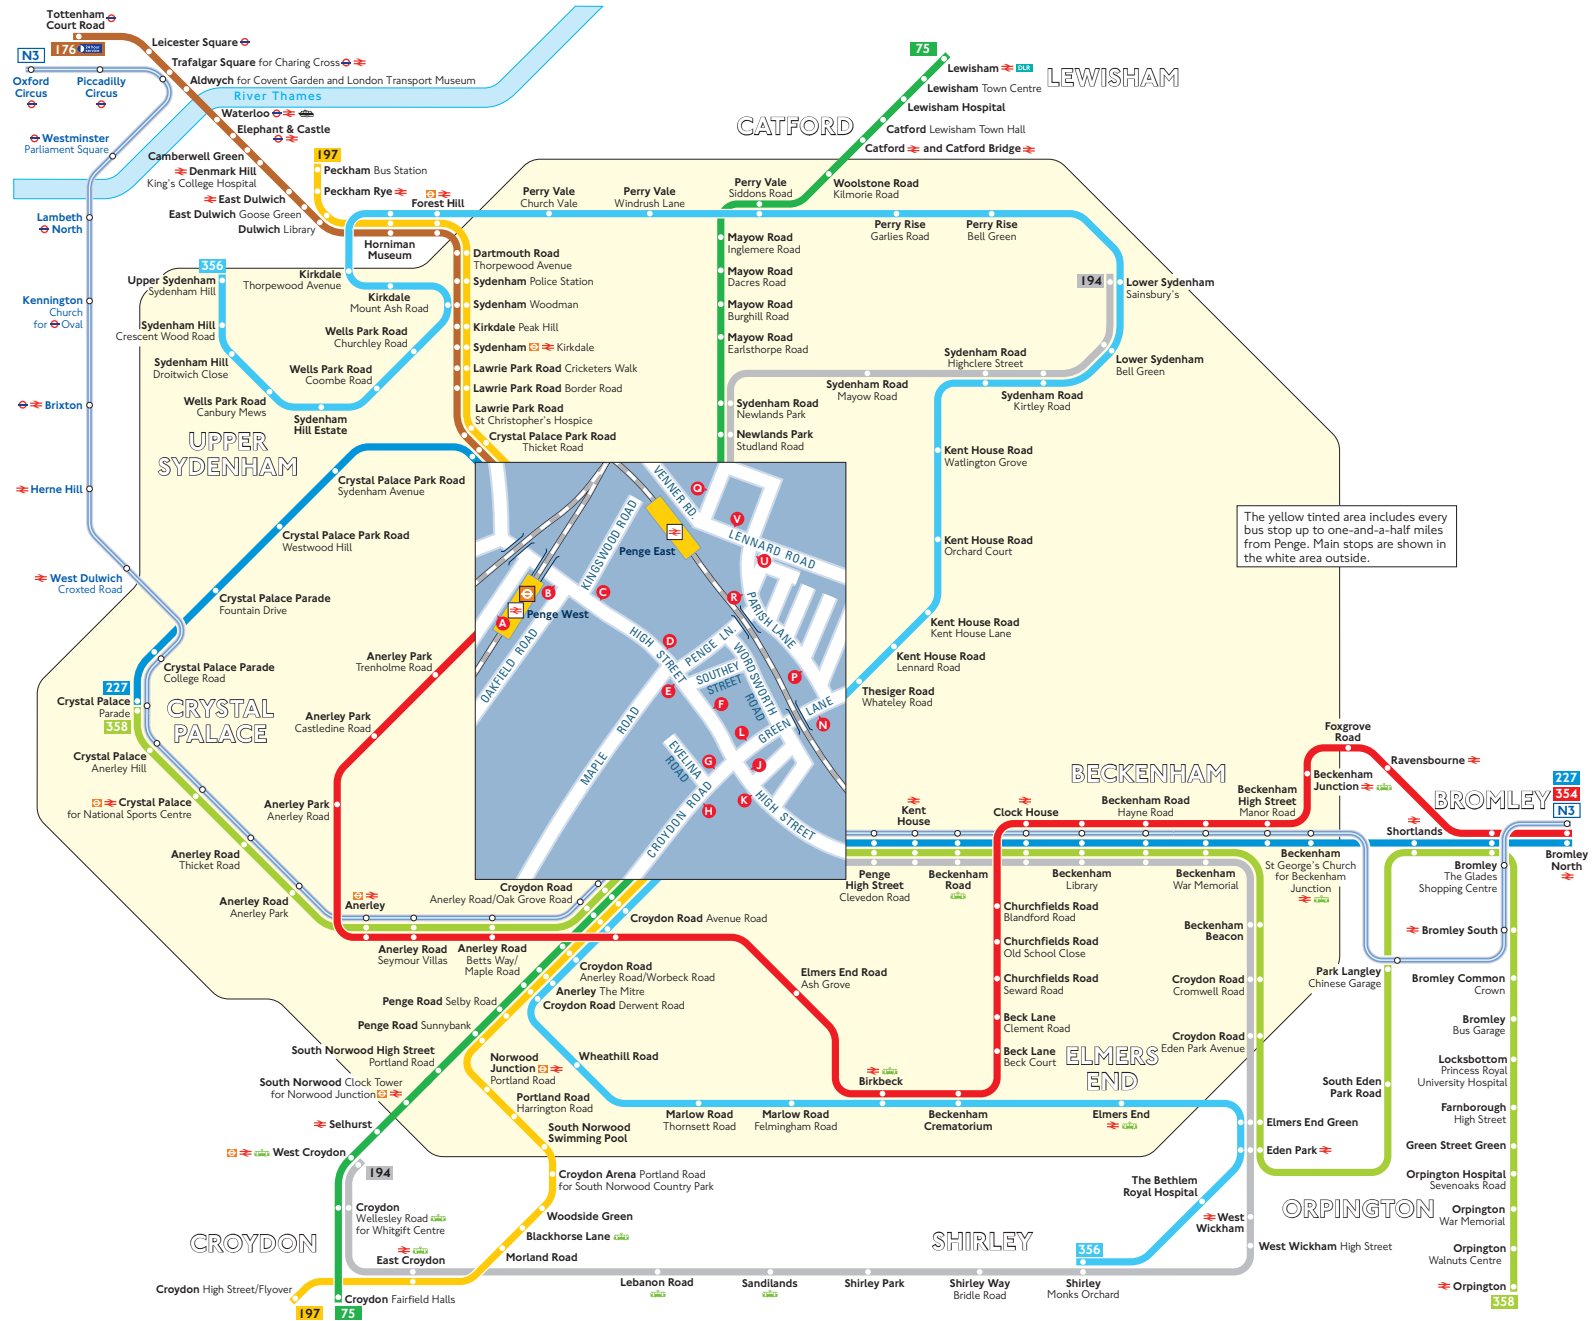 Tottenham
Court Road
176
24 hour
service
N3
Oxford
Circus
Piccadilly
Circus
Leicester Square
Trafalgar Square for Charing Cross
Aldwych for Covent Garden and London Transport Museum
River Thames
Waterloo
Elephant & Castle
Westminster
Parliament Square
Camberwell Green
Denmark Hill
King's College Hospital
East Dulwich
East Dulwich Goose Green
Dulwich Library
197
Peckham Bus Station
Peckham Rye
Forest Hill
Horniman
Museum
Lambeth
North
Kennington
Church
for Oval
Brixton
Herne Hill
West Dulwich
Croxted Road
75
Lewisham DLR
LEWISHAM
Lewisham Town Centre
Lewisham Hospital
CATFORD
Catford Lewisham Town Hall
Catford and Catford Bridge
Woolstone Road
Kilmorie Road
Perry Vale
Church Vale
Perry Vale
Windrush Lane
Perry Vale
Siddons Road
Perry Rise
Garlies Road
Perry Rise
Bell Green
194
Lower Sydenham
Sainsbury's
Lower Sydenham
Bell Green
Mayow Road
Inglemere Road
Mayow Road
Dacres Road
Mayow Road
Burghill Road
Mayow Road
Earlsthorpe Road
Sydenham Road
Highclere Street
Sydenham Road
Mayow Road
Sydenham Road
Kirtley Road
Sydenham Road
Newlands Park
Newlands Park
Studland Road
356
Upper Sydenham
Sydenham Hill
Sydenham Hill
Crescent Wood Road
Sydenham Hill
Droitwich Close
Wells Park Road
Canbury Mews
Sydenham
Hill Estate
Wells Park Road
Coombe Road
Wells Park Road
Churchley Road
Kirkdale
Thorpewood Avenue
Kirkdale
Mount Ash Road
Dartmouth Road
Thorpewood Avenue
Sydenham Police Station
Sydenham Woodman
Kirkdale Peak Hill
Sydenham Kirkdale
Lawrie Park Road Cricketers Walk
Lawrie Park Road Border Road
Lawrie Park Road
St Christopher's Hospice
Crystal Palace Park Road
Thicket Road
UPPER
SYDENHAM
Crystal Palace Park Road
Sydenham Avenue
Crystal Palace Park Road
Westwood Hill
Crystal Palace Parade
Fountain Drive
Crystal Palace Parade
College Road
227
Crystal Palace
Parade
358
CRYSTAL
PALACE
Crystal Palace
Anerley Hill
Crystal Palace
for National Sports Centre
Anerley Road
Thicket Road
Anerley Road
Anerley Park
Anerley Park
Trenholme Road
Anerley Park
Castledine Road
Anerley Park
Anerley Road
Anerley
Anerley Road
Seymour Villas
Anerley Road
Betts Way/
Maple Road
Croydon Road
Anerley Road/Oak Grove Road
Kent House Road
Watlington Grove
Kent House Road
Orchard Court
Kent House Road
Kent House Lane
Kent House Road
Lennard Road
Thesiger Road
Whateley Road
The yellow tinted area includes every
bus stop up to one-and-a-half miles
from Penge. Main stops are shown in
the white area outside.
VENNER RD.
Q
V
LENNARD ROAD
U
Penge East
KINGSWOOD ROAD
B
C
Penge West
A
OAKFIELD ROAD
R
PARISH LANE
HIGH
STREET
D
PENGE LN.
SOUTHEY
STREET
WORDSWORTH
ROAD
E
F
P
L
GREEN
LANE
N
MAPLE
ROAD
EVELINA
ROAD
G
J
H
K
HIGH STREET
CROYDON ROAD
BECKENHAM
Foxgrove
Road
Ravensbourne
Beckenham
Junction
BROMLEY
227
354
N3
Bromley
North
Kent
House
Clock House
Beckenham Road
Hayne Road
Beckenham
High Street
Manor Road
Shortlands
Penge
High Street
Clevedon Road
Beckenham
Road
Beckenham
Library
Beckenham
War Memorial
Beckenham
St George's Church
for Beckenham
Junction
Bromley
The Glades
Shopping Centre
Bromley South
Bromley Common
Crown
Bromley
Bus Garage
Locksbottom
Princess Royal
University Hospital
Farnborough
High Street
Green Street Green
Orpington Hospital
Sevenoaks Road
Orpington
War Memorial
Orpington
Walnuts Centre
Orpington
358
ORPINGTON
Park Langley
Chinese Garage
South Eden
Park Road
Beckenham
Beacon
Croydon Road
Cromwell Road
Croydon Road
Eden Park Avenue
ELMERS
END
Elmers End Green
Eden Park
Churchfields Road
Blandford Road
Churchfields Road
Old School Close
Churchfields Road
Seward Road
Beck Lane
Clement Road
Beck Lane
Beck Court
Croydon Road Avenue Road
Croydon Road
Anerley Road/Worbeck Road
Anerley The Mitre
Croydon Road Derwent Road
Elmers End Road
Ash Grove
Birkbeck
Wheathill Road
Marlow Road
Thornsett Road
Marlow Road
Felmingham Road
Beckenham
Crematorium
Elmers End
The Bethlem
Royal Hospital
West
Wickham
West Wickham High Street
Penge Road Selby Road
Penge Road Sunnybank
South Norwood High Street
Portland Road
South Norwood Clock Tower
for Norwood Junction
Selhurst
West Croydon
194
Norwood
Junction
Portland Road
Portland Road
Harrington Road
South Norwood
Swimming Pool
Croydon Arena Portland Road
for South Norwood Country Park
Woodside Green
Blackhorse Lane
Morland Road
Croydon
Wellesley Road
for Whitgift Centre
East Croydon
CROYDON
Croydon High Street/Flyover
197
75
Croydon Fairfield Halls
Lebanon Road
Sandilands
Shirley Park
Shirley Way
Bridle Road
SHIRLEY
356
Shirley
Monks Orchard